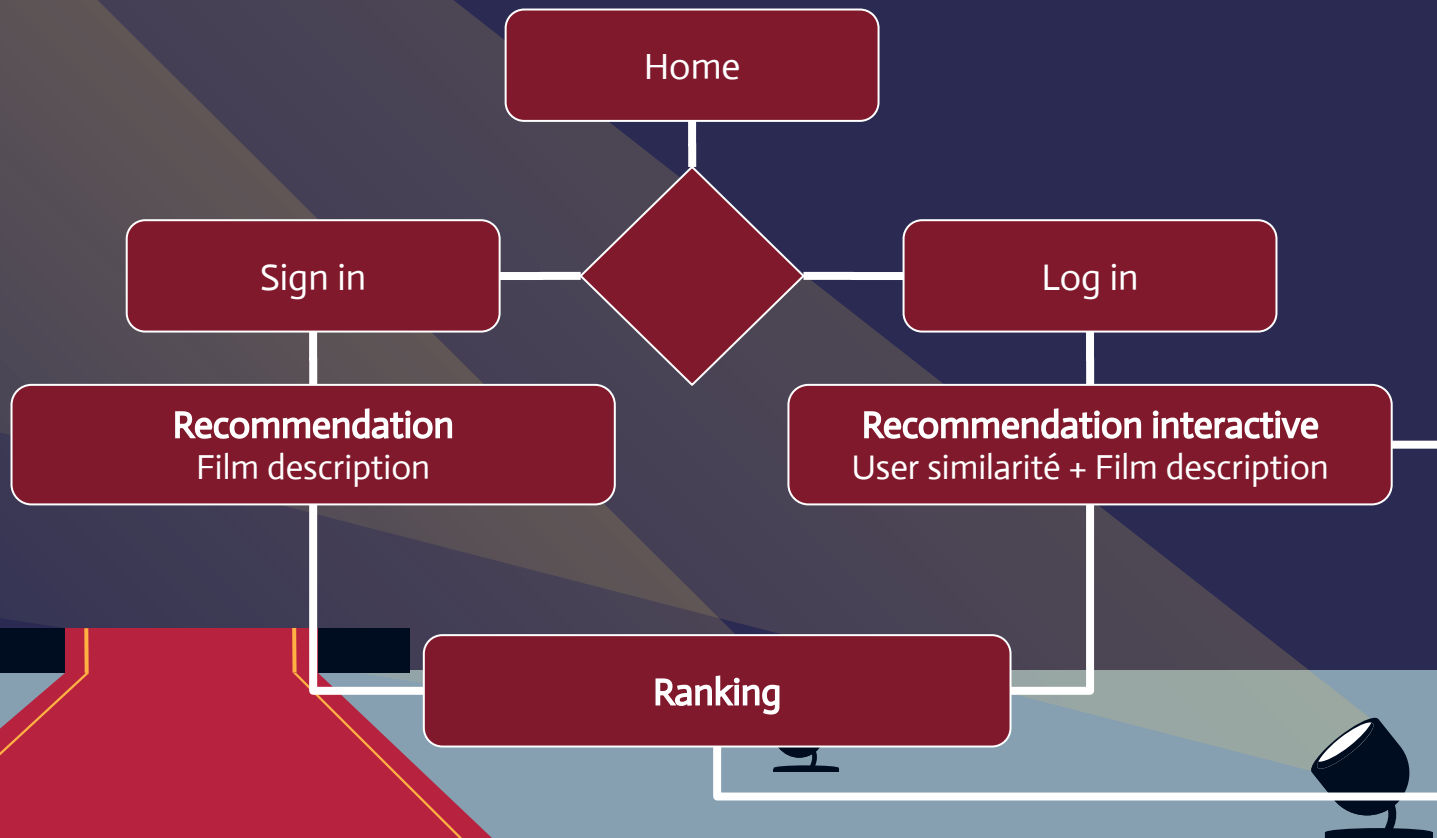 Home
Sign in
Log in
Recommendation
Film description
Recommendation interactive
User similarité + Film description
Ranking